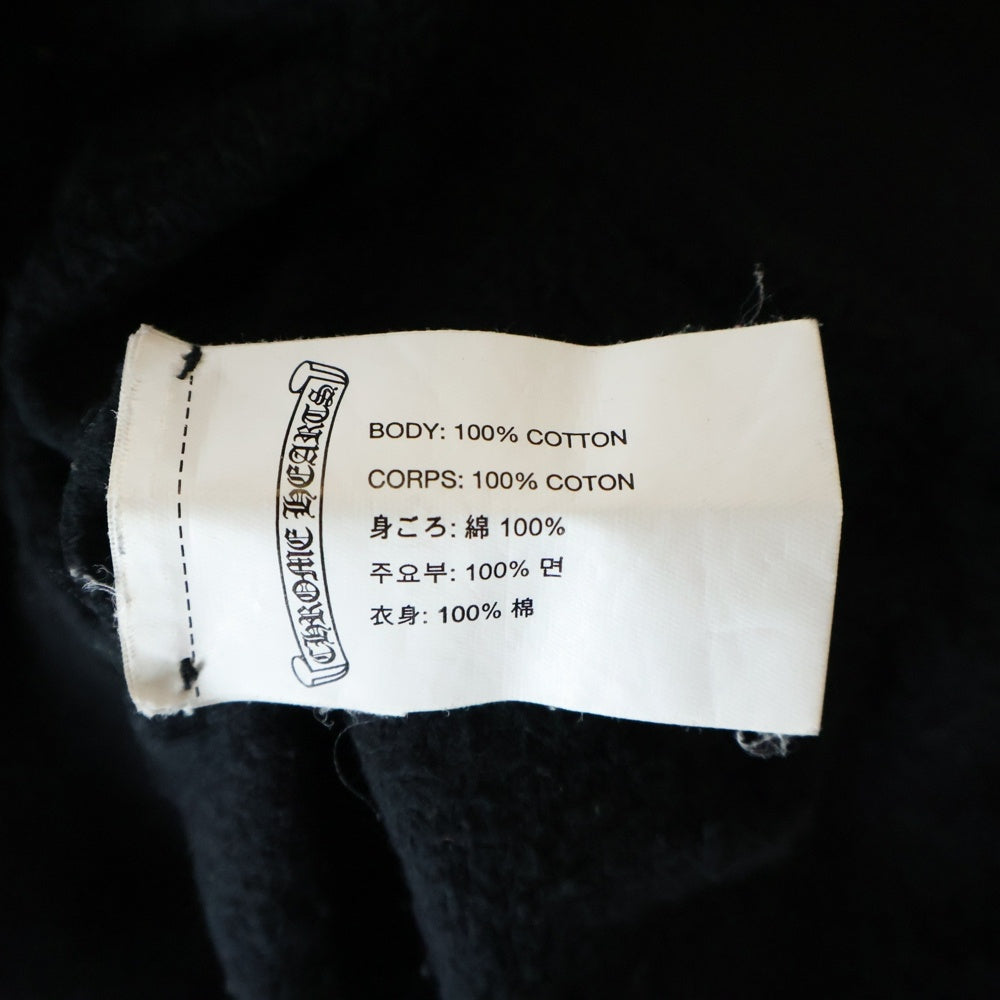 CHROME HEARTS
BODY: 100% COTTON
CORPS: 100% COTON
身ごろ: 綿 100%
주요부: 100% 면
衣身: 100% 棉